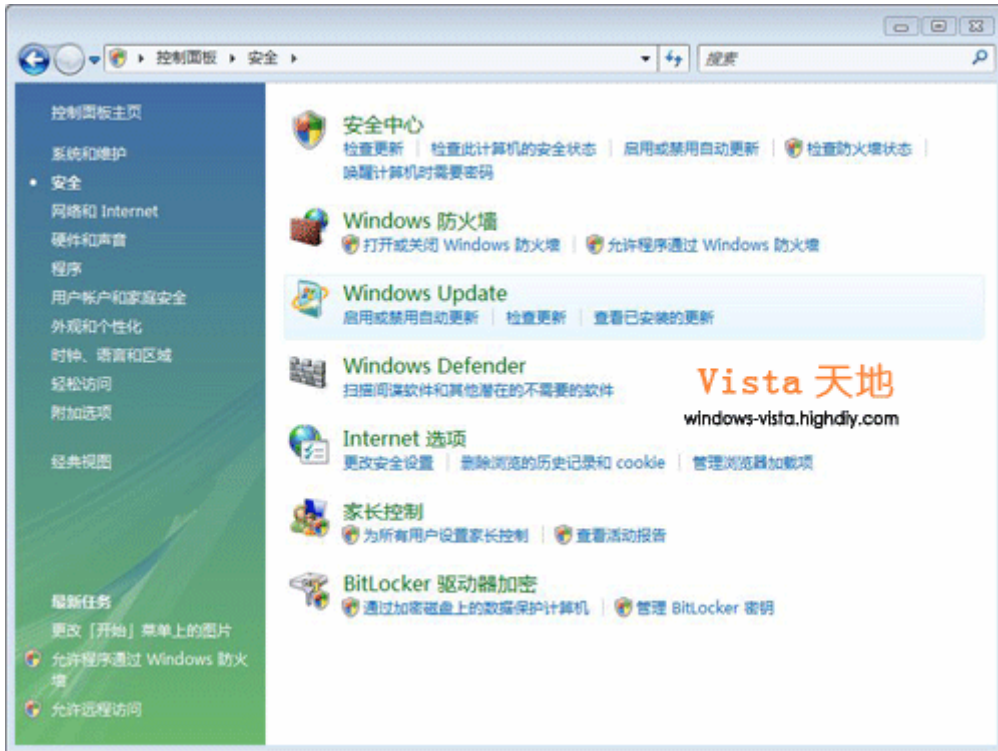 控制面板 安全
搜索
控制面板主页
系统和维护
安全
网络和 Internet
硬件和声音
程序
用户帐户和家庭安全
外观和个性化
时钟、语言和区域
轻松访问
附加选项
经典视图
最新任务
更改「开始」菜单上的图片
允许程序通过 Windows 防火
墙
允许远程访问
安全中心
检查更新 检查此计算机的安全状态 启用或禁用自动更新 检查防火墙状态
唤醒计算机时需要密码
Windows 防火墙
打开或关闭 Windows 防火墙 允许程序通过 Windows 防火墙
Windows Update
启用或禁用自动更新 检查更新 查看已安装的更新
Windows Defender
扫描间谍软件和其他潜在的不需要的软件
Internet 选项
更改安全设置 删除浏览的历史记录和 cookie 管理浏览器加载项
家长控制
为所有用户设置家长控制 查看活动报告
BitLocker 驱动器加密
通过加密磁盘上的数据保护计算机 管理 BitLocker 密钥
Vista 天地
windows-vista.highdiy.com